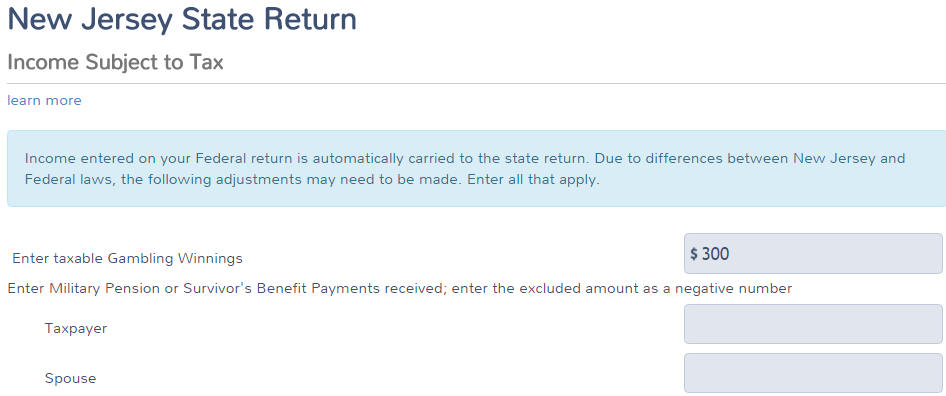 New Jersey State Return
Income Subject to Tax
learn more
Income entered on your Federal return is automatically carried to the state return. Due to differences between New Jersey and
Federal laws, the following adjustments may need to be made. Enter all that apply.
Enter taxable Gambling Winnings
$ 300
Enter Military Pension or Survivor's Benefit Payments received; enter the excluded amount as a negative number
Taxpayer
Spouse